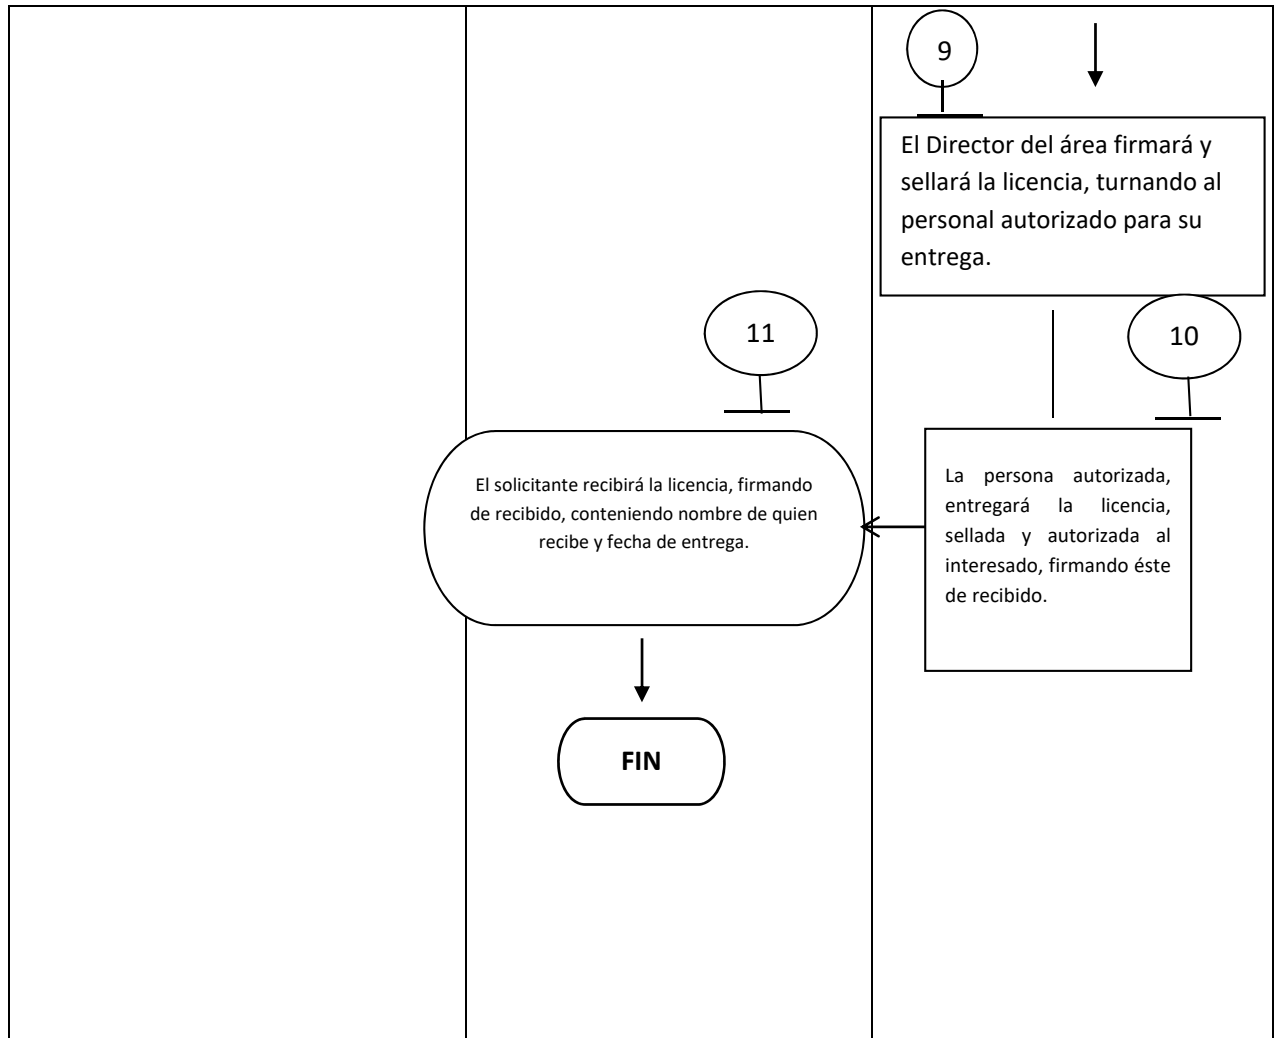 9
El Director del área firmará y
sellará la licencia, turnando al
personal autorizado para su
entrega.
10
La persona autorizada,
entregará la licencia,
sellada y autorizada al
interesado, firmando éste
de recibido.
11
El solicitante recibirá la licencia, firmando
de recibido, conteniendo nombre de quien
recibe y fecha de entrega.
FIN